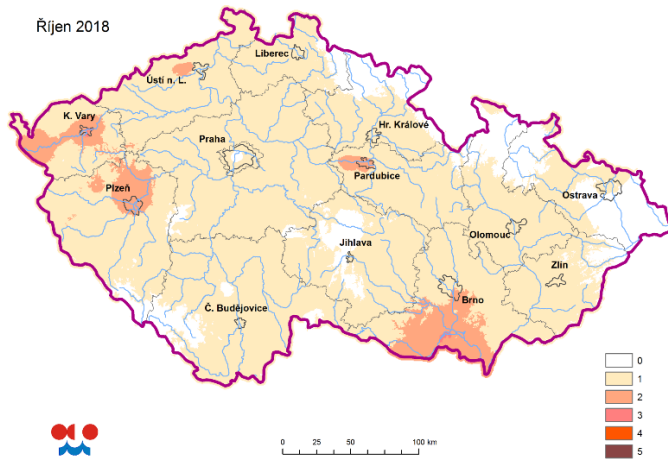 Říjen 2018
Liberec
Ústí n. L.
K. Vary
Hr. Králové
Praha
Pardubice
Plzeň
Ostrava
Olomouc
Jihlava
Zlín
Brno
Č. Budějovice
0
1
2
3
4
5
0 25 50 100 km